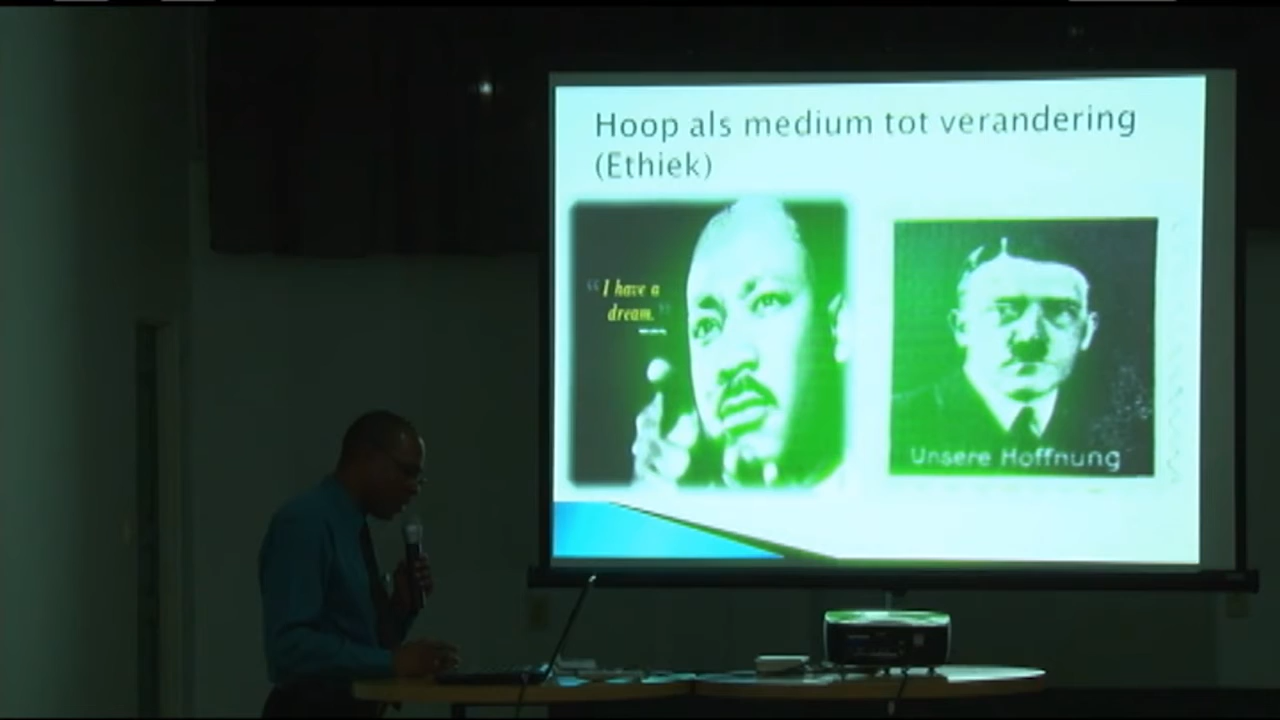 Hoop als medium tot verandering
(Ethiek)
“ I have a
dream. ”
Unsere Hoffnung